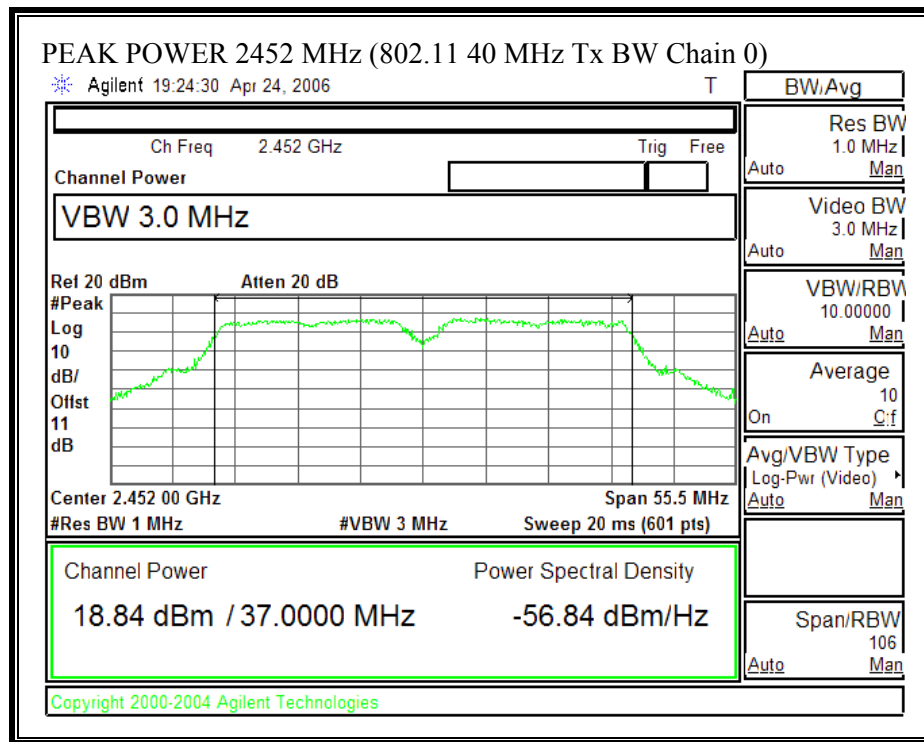 PEAK POWER 2452 MHz (802.11 40 MHz Tx BW Chain 0)
Agilent 19:24:30 Apr 24, 2006 T
Ch Freq 2.452 GHz Trig Free
Channel Power
VBW 3.0 MHz
Ref 20 dBm Atten 20 dB
#Peak
Log
10
dB/
Offst
11
dB
Center 2.452 00 GHz Span 55.5 MHz
#Res BW 1 MHz #VBW 3 MHz Sweep 20 ms (601 pts)
Channel Power Power Spectral Density
18.84 dBm / 37.0000 MHz -56.84 dBm/Hz
Copyright 2000-2004 Agilent Technologies
BW/Avg
Res BW
1.0 MHz
Auto Man
Video BW
3.0 MHz
Auto Man
VBW/RBW
10.00000
Auto Man
Average
10
On Off
Avg/VBW Type
Log-Pwr (Video)
Auto Man
Span/RBW
106
Auto Man